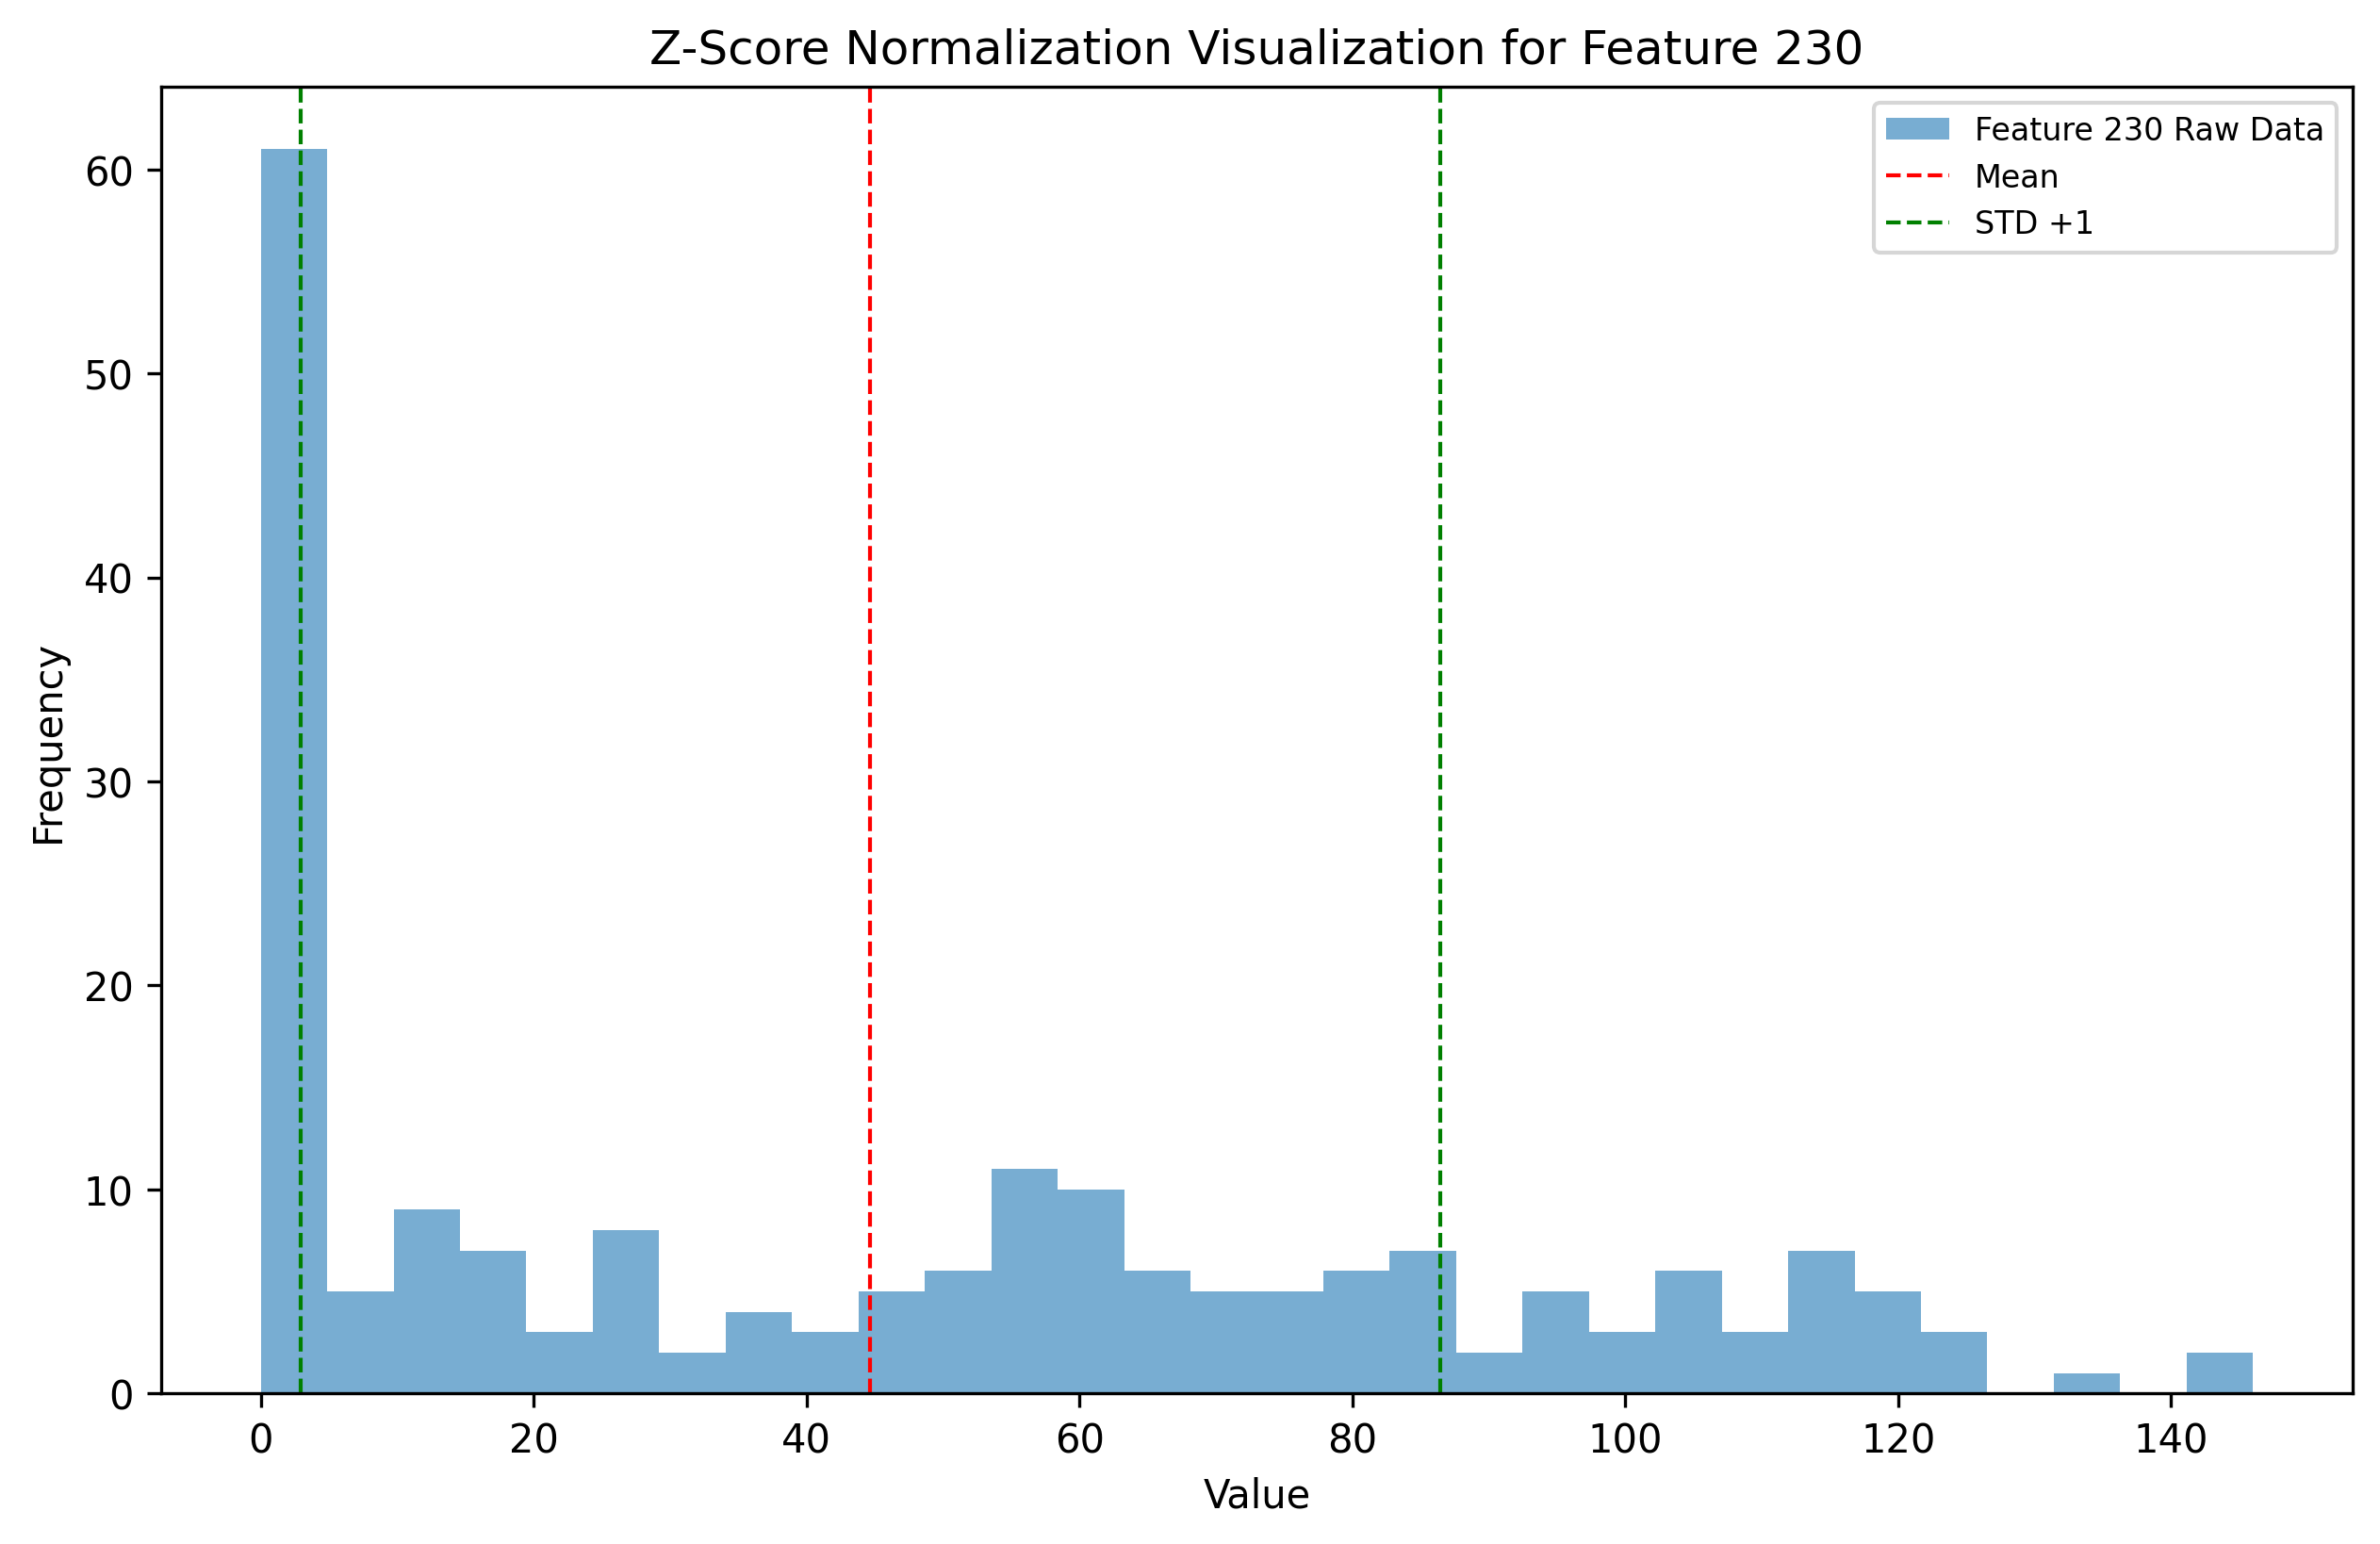 Z-Score Normalization Visualization for Feature 230
Feature 230 Raw Data
Mean
STD +1
60
50
40
30
20
10
0
Frequency
0 20 40 60 80 100 120 140
Value